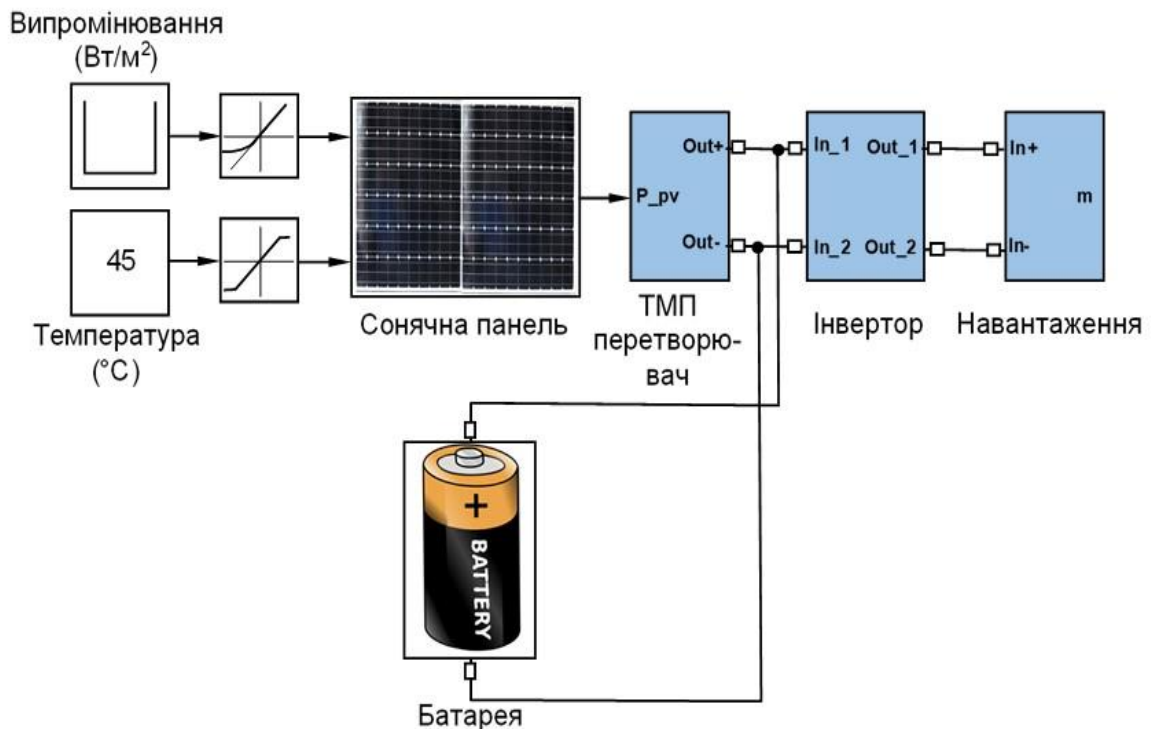 Випромінювання
(Вт/м²)
45
Температура
(°C)
Сонячна панель
P_pv
Out+
Out-
ТМП
перетворю-
вач
In_1
Out_1
In_2
Out_2
Інвертор
In+
m
In-
Навантаження
+
BATTERY
Батарея